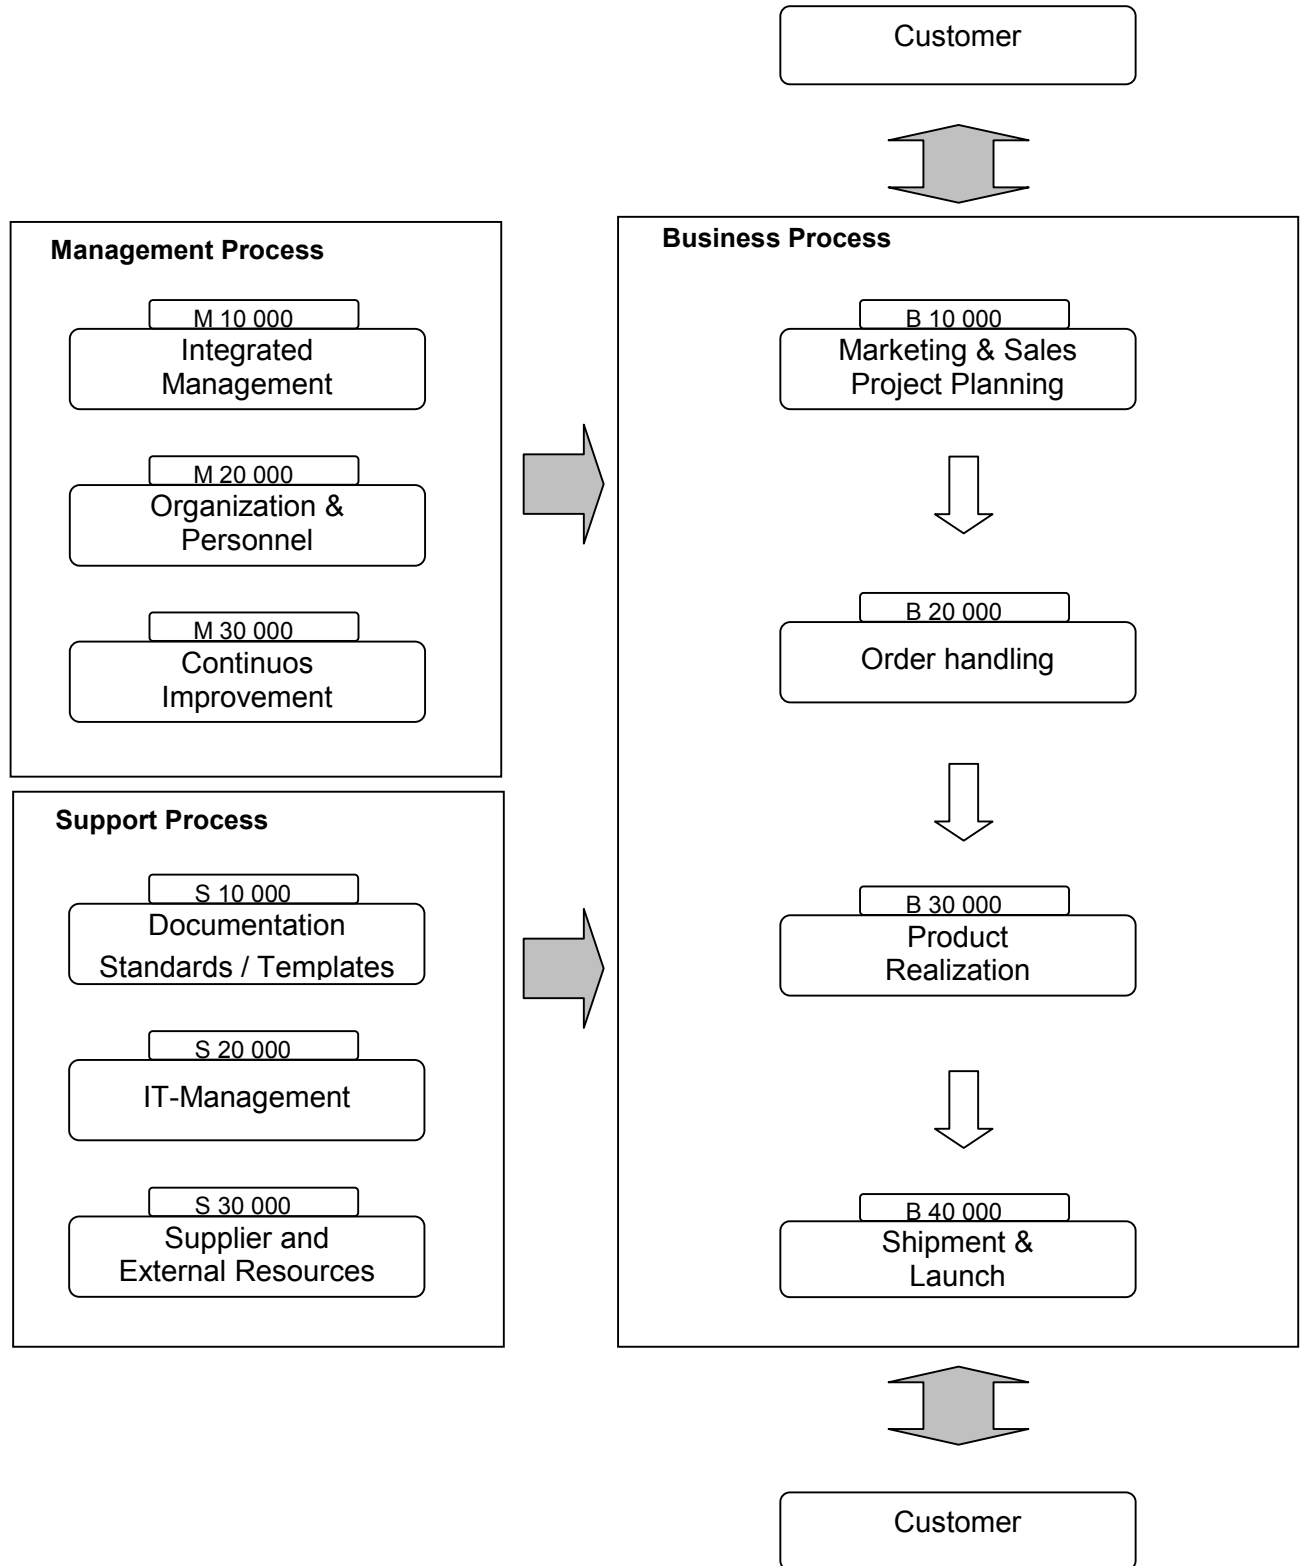 Customer
Management Process
M 10 000
Integrated
Management
M 20 000
Organization &
Personnel
M 30 000
Continuos
Improvement
Support Process
S 10 000
Documentation
Standards / Templates
S 20 000
IT-Management
S 30 000
Supplier and
External Resources
Business Process
B 10 000
Marketing & Sales
Project Planning
B 20 000
Order handling
B 30 000
Product
Realization
B 40 000
Shipment &
Launch
Customer